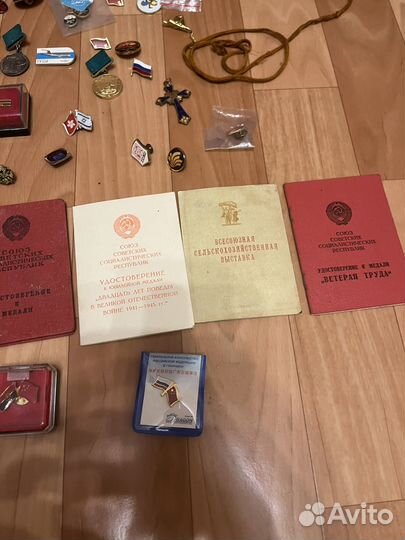 СОЮЗ
СОВЕТСКИХ
СОЦИАЛИСТИЧЕСКИХ
РЕСПУБЛИК
УДОСТОВЕРЕНИЕ
К МЕДАЛИ
СОЮЗ
СОВЕТСКИХ
СОЦИАЛИСТИЧЕСКИХ
РЕСПУБЛИК
УДОСТОВЕРЕНИЕ
К ЮБИЛЕЙНОЙ МЕДАЛИ
„ДВАДЦАТЬ ЛЕТ ПОБЕДЫ
В ВЕЛИКОЙ ОТЕЧЕСТВЕННОЙ
ВОЙНЕ 1941—1945 гг."
ВСЕСОЮЗНАЯ
СЕЛЬСКОХОЗЯЙСТВЕННАЯ
ВЫСТАВКА
СОЮЗ
СОВЕТСКИХ
СОЦИАЛИСТИЧЕСКИХ
РЕСПУБЛИК
УДОСТОВЕРЕНИЕ К МЕДАЛИ
"ВЕТЕРАН ТРУДА"
Avito